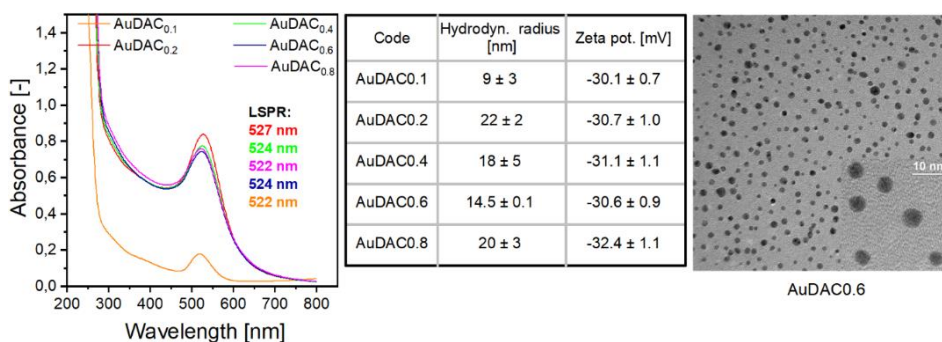 1,4
1,2
1,0
0,8
0,6
0,4
0,2
0,0
Absorbance [-]
AuDAC0.1
AuDAC0.2
AuDAC0.4
AuDAC0.6
AuDAC0.8
LSPR:
527 nm
524 nm
522 nm
524 nm
522 nm
200 300 400 500 600 700 800
Wavelength [nm]
Code Hydrodyn. radius [nm] Zeta pot. [mV]
AuDAC0.1 9 ± 3 -30.1 ± 0.7
AuDAC0.2 22 ± 2 -30.7 ± 1.0
AuDAC0.4 18 ± 5 -31.1 ± 1.1
AuDAC0.6 14.5 ± 0.1 -30.6 ± 0.9
AuDAC0.8 20 ± 3 -32.4 ± 1.1
10 nm
AuDAC0.6